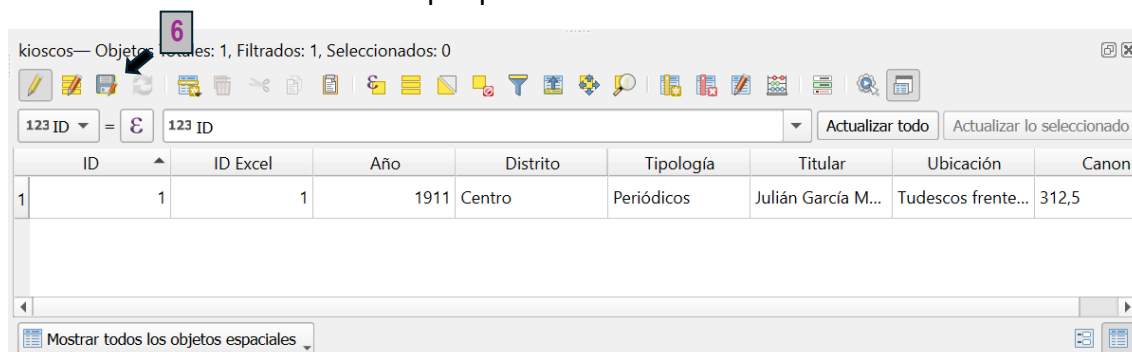 6
kioscos— Objetos Totales: 1, Filtrados: 1, Seleccionados: 0
123 ID = ε 123 ID Actualizar todo Actualizar lo seleccionado
ID ID Excel Año Distrito Tipología Titular Ubicación Canon
1 1 1 1911 Centro Periódicos Julián García M... Tudescos frente... 312,5
Mostrar todos los objetos espaciales